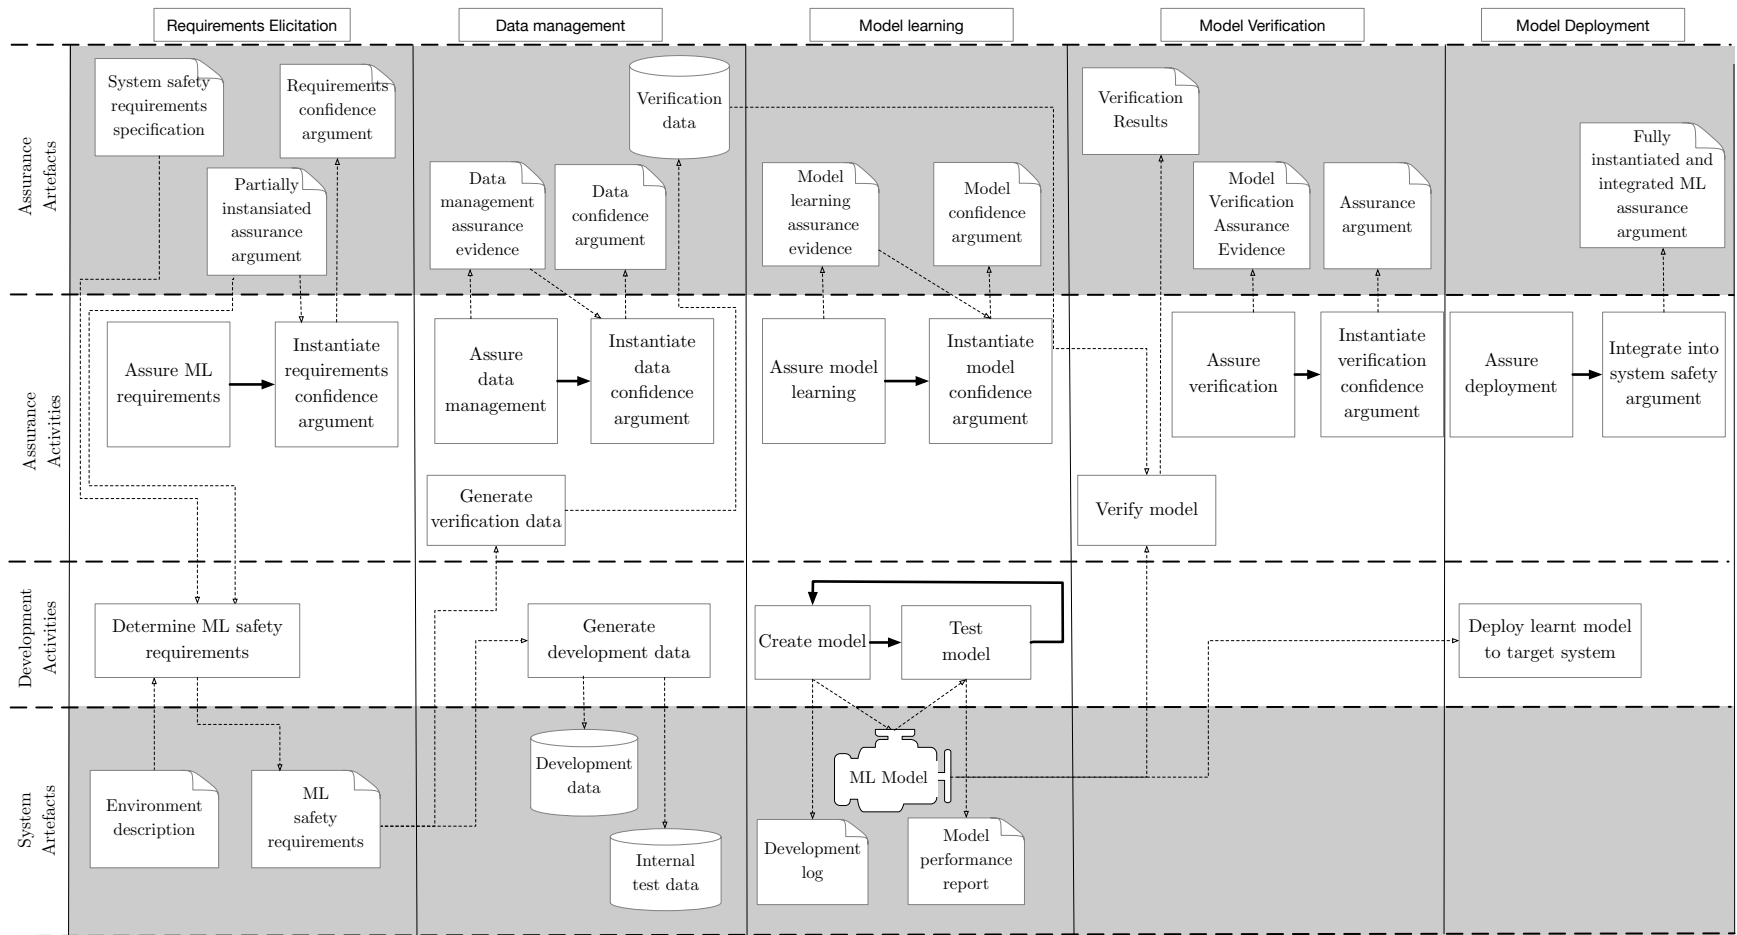 Requirements Elicitation
Data management
Model learning
Model Verification
Model Deployment
Assurance
Artefacts
System safety
requirements
specification
Requirements
confidence
argument
Partially
instansiated
assurance
argument
Verification
data
Data
management
assurance
evidence
Data
confidence
argument
Model
learning
assurance
evidence
Model
confidence
argument
Verification
Results
Model
Verification
Assurance
Evidence
Assurance
argument
Fully
instantiated and
integrated ML
assurance
argument
Assurance
Activities
Assure ML
requirements
Instantiate
requirements
confidence
argument
Assure
data
management
Instantiate
data
confidence
argument
Generate
verification data
Assure model
learning
Instantiate
model
confidence
argument
Assure
verification
Instantiate
verification
confidence
argument
Verify model
Assure
deployment
Integrate into
system safety
argument
Development
Activities
Determine ML safety
requirements
Generate
development data
Create model
Test
model
Deploy learnt model
to target system
System
Artefacts
Environment
description
ML
safety
requirements
Development
data
Internal
test data
ML Model
Development
log
Model
performance
report